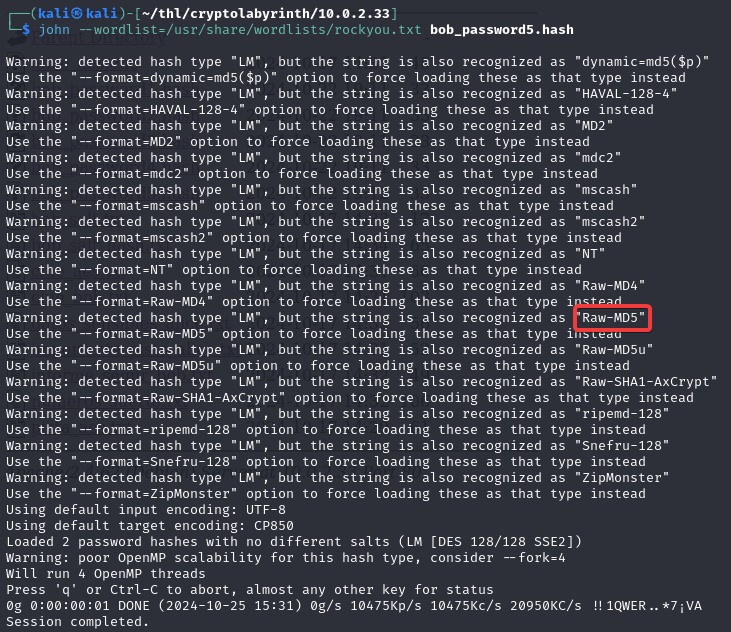 ┌──(kali㉿kali)-[~/thl/cryptolabyrinth/10.0.2.33]
└─$ john --wordlist=/usr/share/wordlists/rockyou.txt bob_password5.hash
Warning: detected hash type "LM", but the string is also recognized as "dynamic=md5($p)"
Use the "--format=dynamic=md5($p)" option to force loading these as that type instead
Warning: detected hash type "LM", but the string is also recognized as "HAVAL-128-4"
Use the "--format=HAVAL-128-4" option to force loading these as that type instead
Warning: detected hash type "LM", but the string is also recognized as "MD2"
Use the "--format=MD2" option to force loading these as that type instead
Warning: detected hash type "LM", but the string is also recognized as "mdc2"
Use the "--format=mdc2" option to force loading these as that type instead
Warning: detected hash type "LM", but the string is also recognized as "mscash"
Use the "--format=mscash" option to force loading these as that type instead
Warning: detected hash type "LM", but the string is also recognized as "mscash2"
Use the "--format=mscash2" option to force loading these as that type instead
Warning: detected hash type "LM", but the string is also recognized as "NT"
Use the "--format=NT" option to force loading these as that type instead
Warning: detected hash type "LM", but the string is also recognized as "Raw-MD4"
Use the "--format=Raw-MD4" option to force loading these as that type instead
Warning: detected hash type "LM", but the string is also recognized as "Raw-MD5"
Use the "--format=Raw-MD5" option to force loading these as that type instead
Warning: detected hash type "LM", but the string is also recognized as "Raw-MD5u"
Use the "--format=Raw-MD5u" option to force loading these as that type instead
Warning: detected hash type "LM", but the string is also recognized as "Raw-SHA1-AxCrypt"
Use the "--format=Raw-SHA1-AxCrypt" option to force loading these as that type instead
Warning: detected hash type "LM", but the string is also recognized as "ripemd-128"
Use the "--format=ripemd-128" option to force loading these as that type instead
Warning: detected hash type "LM", but the string is also recognized as "Snefru-128"
Use the "--format=Snefru-128" option to force loading these as that type instead
Warning: detected hash type "LM", but the string is also recognized as "ZipMonster"
Use the "--format=ZipMonster" option to force loading these as that type instead
Using default input encoding: UTF-8
Using default target encoding: CP850
Loaded 2 password hashes with no different salts (LM [DES 128/128 SSE2])
Warning: poor OpenMP scalability for this hash type, consider --fork=4
Will run 4 OpenMP threads
Press 'q' or Ctrl-C to abort, almost any other key for status
0g 0:00:00:01 DONE (2024-10-25 15:31) 0g/s 10475Kp/s 10475Kc/s 20950KC/s !!1QWER..*7¡VA
Session completed.